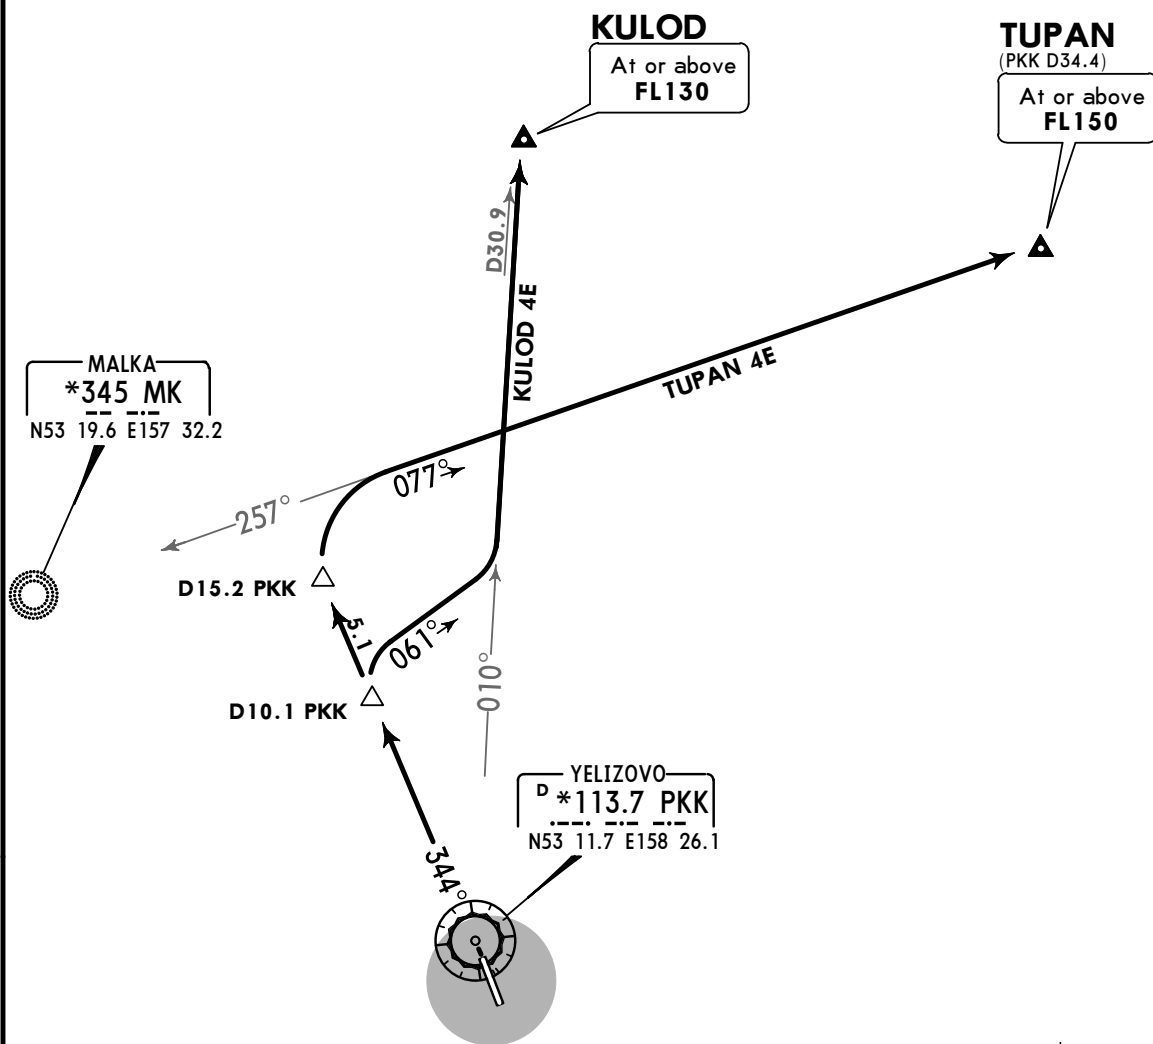 KULOD
At or above
FL130
TUPAN
(PKK D34.4)
At or above
FL150
D30.9
KULOD 4E
TUPAN 4E
MALKA
*345 MK
N53 19.6 E157 32.2
077°
257°
D15.2 PKK
5.1
061°
010°
D10.1 PKK
YELIZOVO
D *113.7 PKK
N53 11.7 E158 26.1
344°